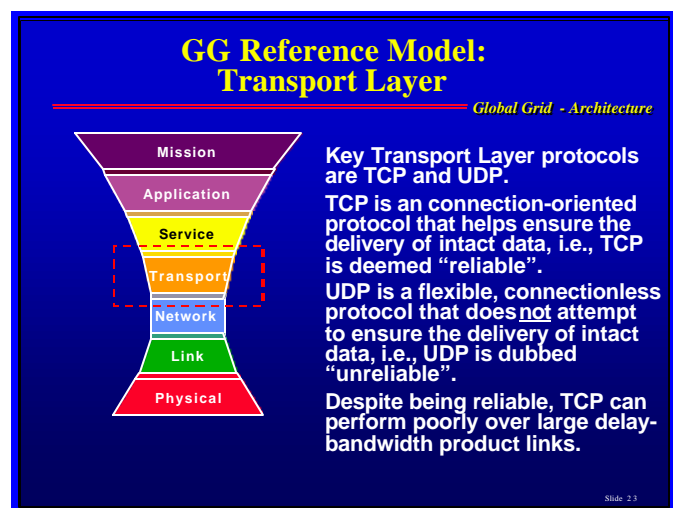 GG Reference Model:
Transport Layer
Global Grid - Architecture
Mission
Application
Service
Transport
Network
Link
Physical
Key Transport Layer protocols
are TCP and UDP.
TCP is an connection-oriented
protocol that helps ensure the
delivery of intact data, i.e., TCP
is deemed “reliable”.
UDP is a flexible, connectionless
protocol that does not attempt
to ensure the delivery of intact
data, i.e., UDP is dubbed
“unreliable”.
Despite being reliable, TCP can
perform poorly over large delay-
bandwidth product links.
Slide 23